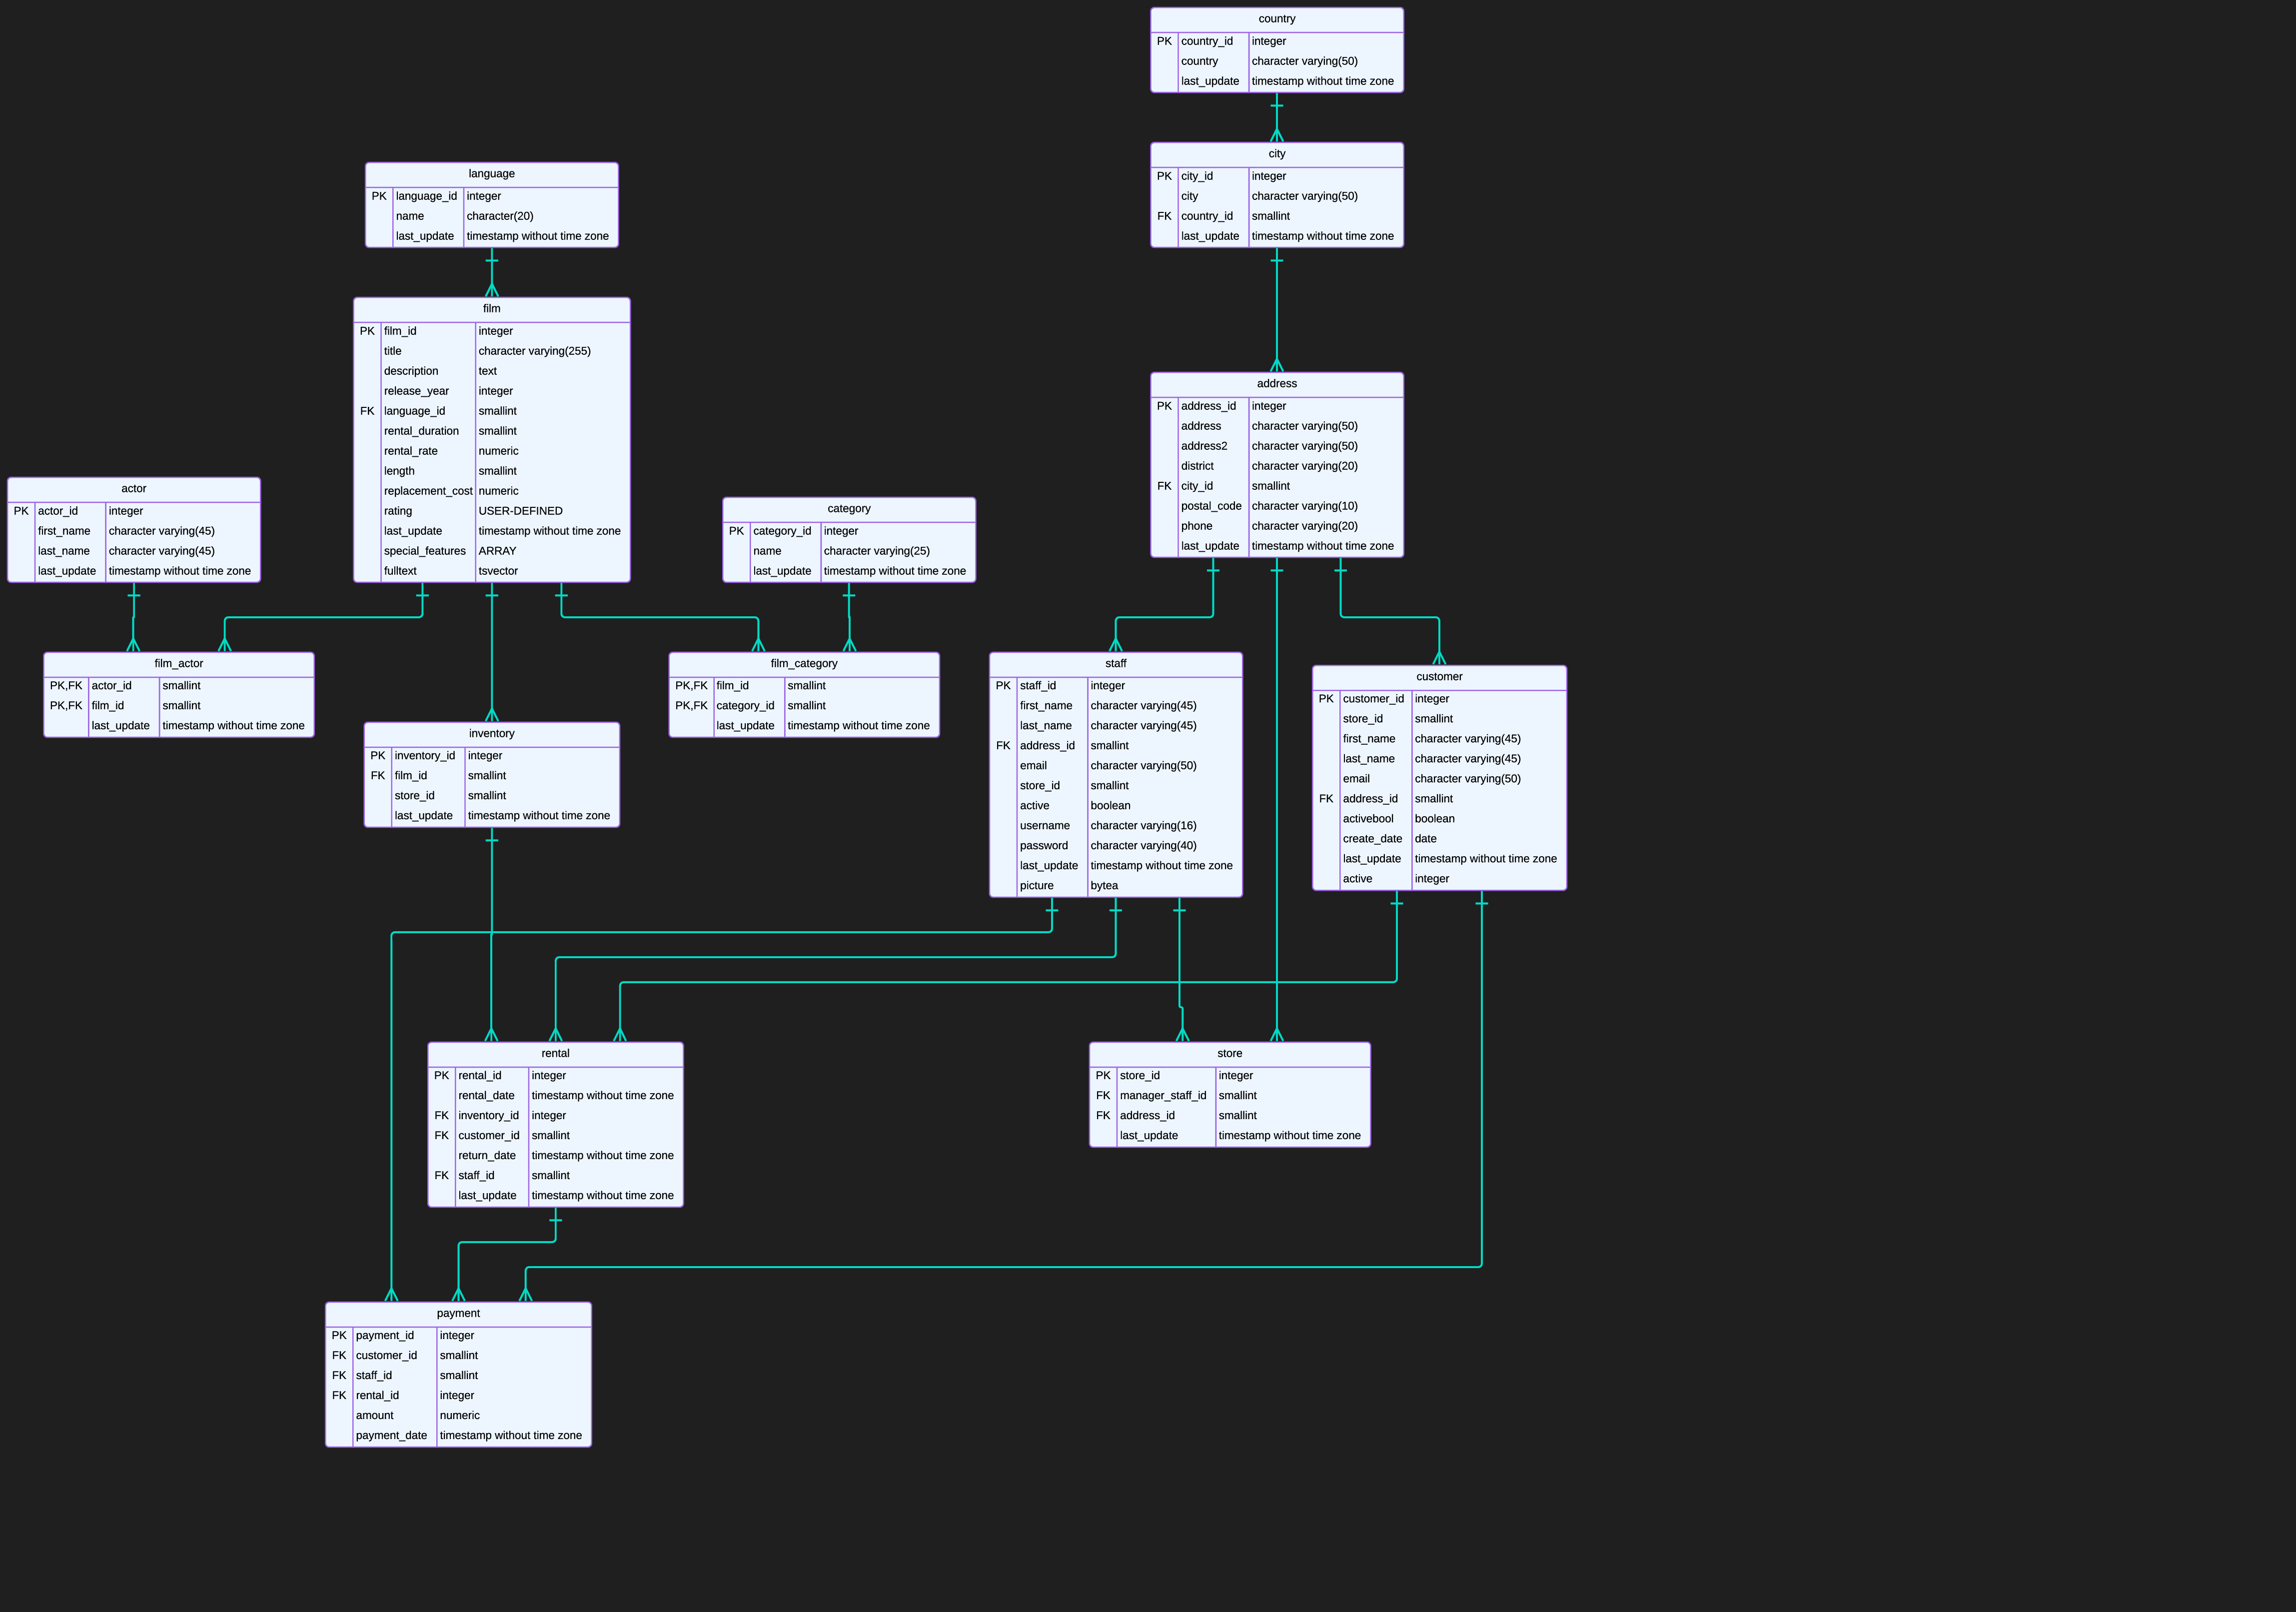 country
PK country_id integer
country character varying(50)
last_update timestamp without time zone
city
PK city_id integer
city character varying(50)
FK country_id smallint
last_update timestamp without time zone
language
PK language_id integer
name character(20)
last_update timestamp without time zone
film
PK film_id integer
title character varying(255)
description text
release_year integer
FK language_id smallint
rental_duration smallint
rental_rate numeric
length smallint
replacement_cost numeric
rating USER-DEFINED
last_update timestamp without time zone
special_features ARRAY
fulltext tsvector
address
PK address_id integer
address character varying(50)
address2 character varying(50)
district character varying(20)
FK city_id smallint
postal_code character varying(10)
phone character varying(20)
last_update timestamp without time zone
actor
PK actor_id integer
first_name character varying(45)
last_name character varying(45)
last_update timestamp without time zone
category
PK category_id integer
name character varying(25)
last_update timestamp without time zone
film_actor
PK,FK actor_id smallint
PK,FK film_id smallint
last_update timestamp without time zone
film_category
PK,FK film_id smallint
PK,FK category_id smallint
last_update timestamp without time zone
staff
PK staff_id integer
first_name character varying(45)
last_name character varying(45)
FK address_id smallint
email character varying(50)
store_id smallint
active boolean
username character varying(16)
password character varying(40)
last_update timestamp without time zone
picture bytea
customer
PK customer_id integer
store_id smallint
first_name character varying(45)
last_name character varying(45)
email character varying(50)
FK address_id smallint
activebool boolean
create_date date
last_update timestamp without time zone
active integer
inventory
PK inventory_id integer
FK film_id smallint
store_id smallint
last_update timestamp without time zone
rental
PK rental_id integer
rental_date timestamp without time zone
FK inventory_id integer
FK customer_id smallint
return_date timestamp without time zone
FK staff_id smallint
last_update timestamp without time zone
store
PK store_id integer
FK manager_staff_id smallint
FK address_id smallint
last_update timestamp without time zone
payment
PK payment_id integer
FK customer_id smallint
FK staff_id smallint
FK rental_id integer
amount numeric
payment_date timestamp without time zone